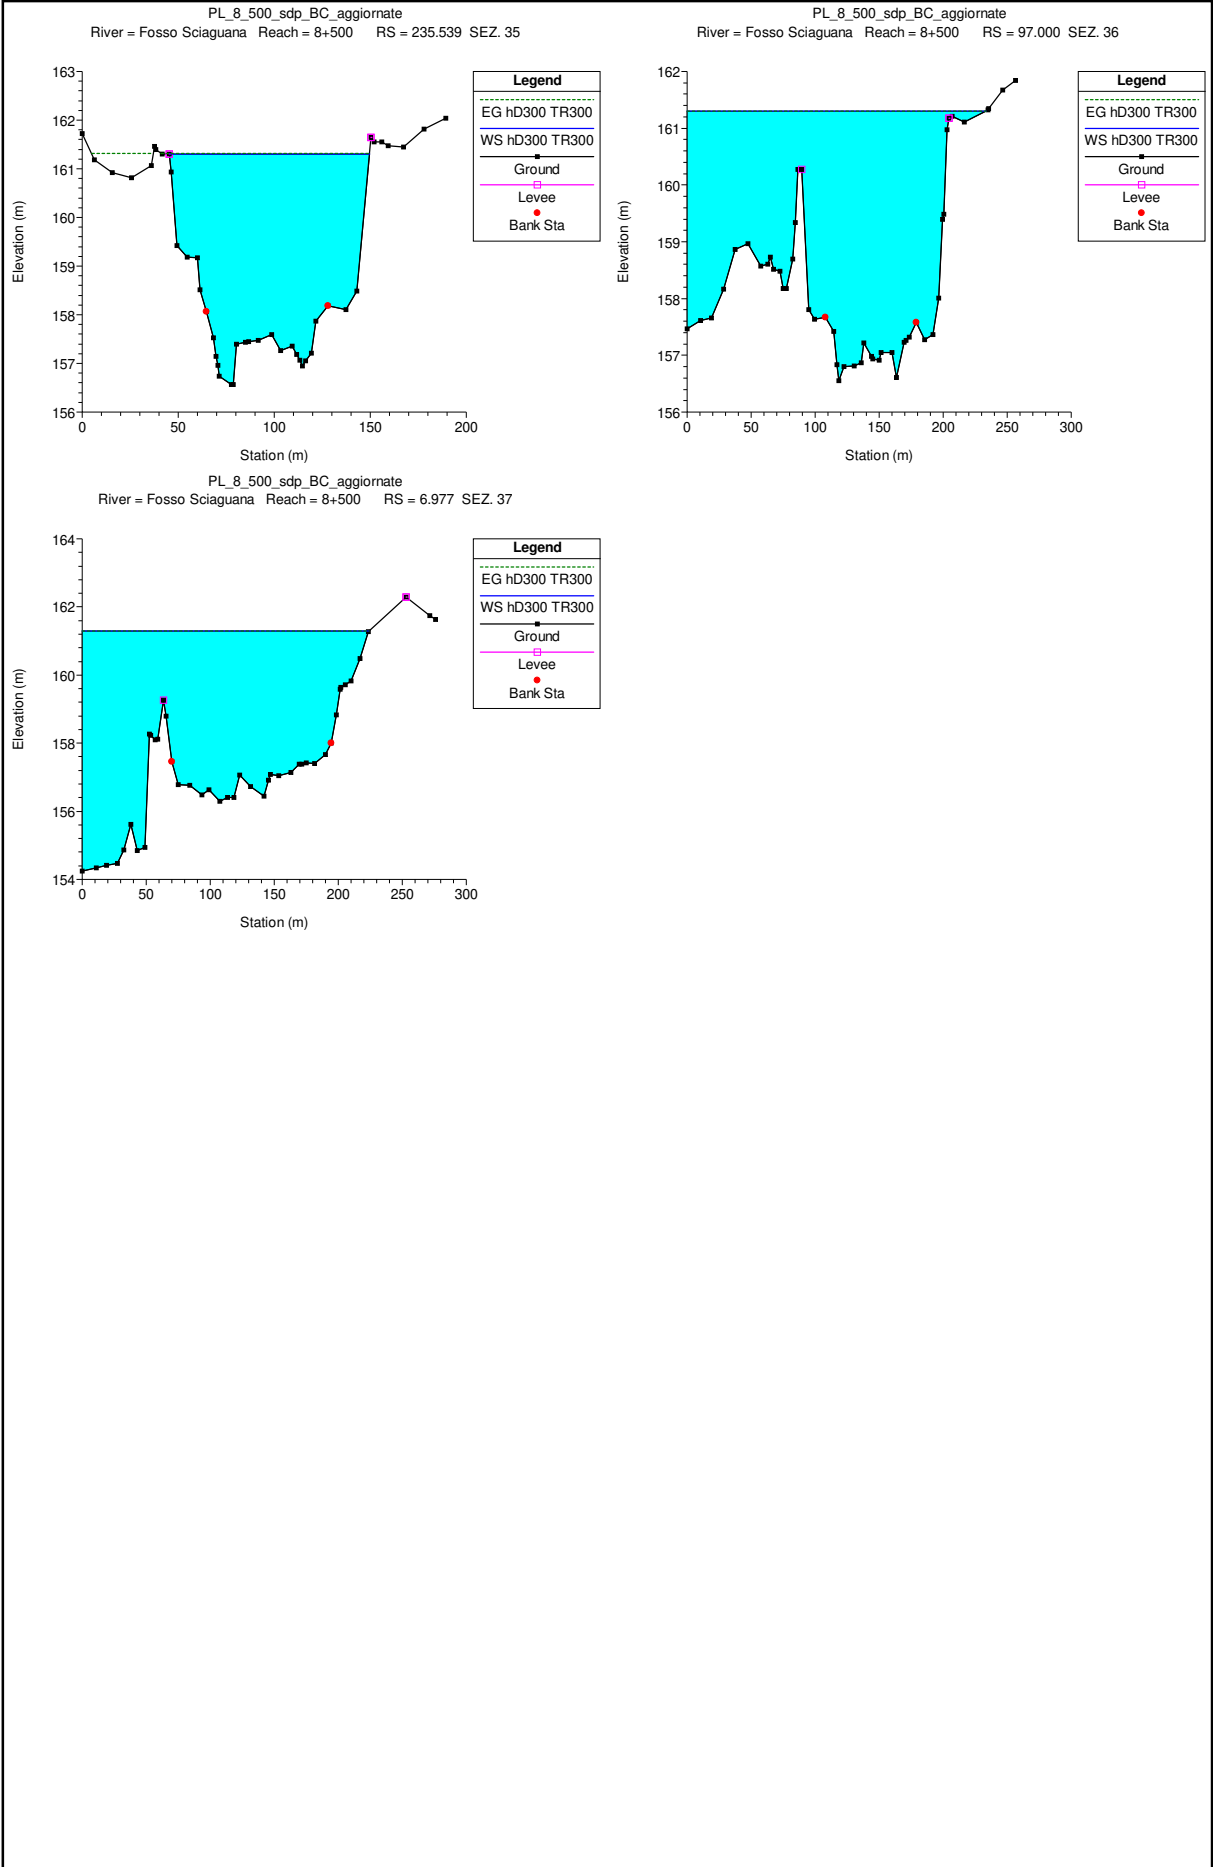 PL_8_500_sdp_BC_aggiornate
River = Fosso Sciaguana Reach = 8+500 RS = 235.539 SEZ. 35
163
162
161
160
159
158
157
156
Elevation (m)
0 50 100 150 200
Station (m)
Legend
EG hD300 TR300
WS hD300 TR300
Ground
Levee
Bank Sta
PL_8_500_sdp_BC_aggiornate
River = Fosso Sciaguana Reach = 8+500 RS = 97.000 SEZ. 36
162
161
160
159
158
157
156
Elevation (m)
0 50 100 150 200 250 300
Station (m)
Legend
EG hD300 TR300
WS hD300 TR300
Ground
Levee
Bank Sta
PL_8_500_sdp_BC_aggiornate
River = Fosso Sciaguana Reach = 8+500 RS = 6.977 SEZ. 37
164
162
160
158
156
154
Elevation (m)
0 50 100 150 200 250 300
Station (m)
Legend
EG hD300 TR300
WS hD300 TR300
Ground
Levee
Bank Sta